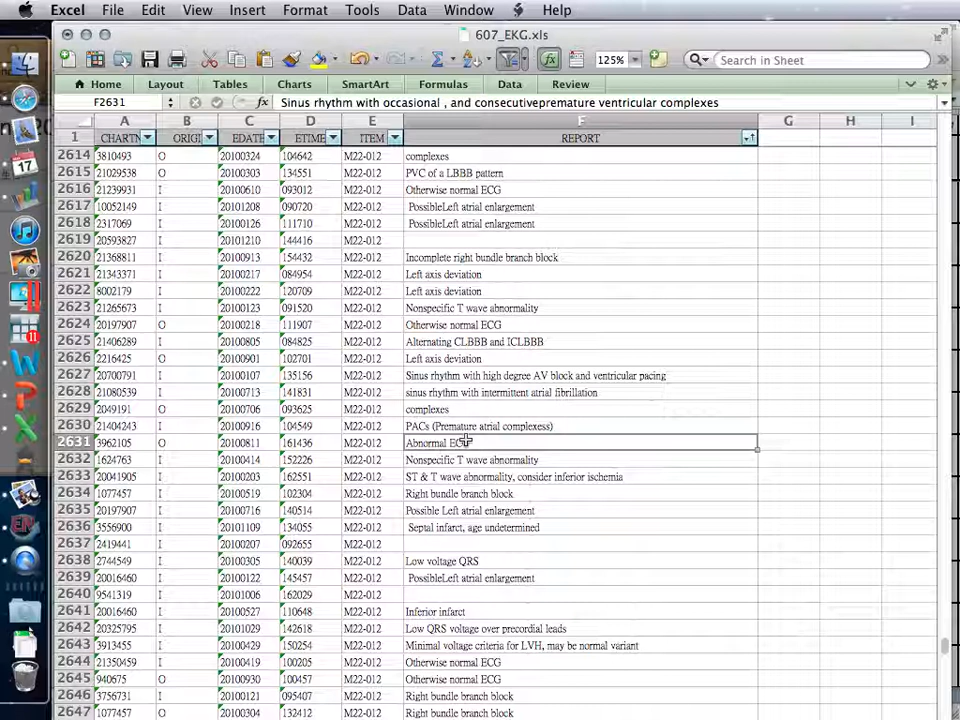 Excel File Edit View Insert Format Tools Data Window Help
607_EKG.xls
125% Search in Sheet
Home Layout Tables Charts SmartArt Formulas Data Review
F2631 fx Sinus rhythm with occasional , and consecutivepremature ventricular complexes
A B C D E F G H I
1 CHARTN ORIGI EDATE ETIME ITEM REPORT
2614 3810493 O 20100324 104642 M22-012 complexes
2615 21029538 O 20100303 134551 M22-012 PVC of a LBBB pattern
2616 21239931 I 20100610 093012 M22-012 Otherwise normal ECG
2617 10052149 I 20101208 090720 M22-012 PossibleLeft atrial enlargement
2618 2317069 I 20100126 111710 M22-012 PossibleLeft atrial enlargement
2619 20593827 I 20101210 144416 M22-012
2620 21368811 I 20100913 154432 M22-012 Incomplete right bundle branch block
2621 21343371 I 20100217 084954 M22-012 Left axis deviation
2622 8002179 I 20100222 120709 M22-012 Left axis deviation
2623 21265673 I 20100123 091520 M22-012 Nonspecific T wave abnormality
2624 20197907 O 20100218 111907 M22-012 Otherwise normal ECG
2625 21406289 I 20100805 084825 M22-012 Alternating CLBBB and ICLBBB
2626 2216425 O 20100901 102701 M22-012 Left axis deviation
2627 20700791 I 20100107 135156 M22-012 Sinus rhythm with high degree AV block and ventricular pacing
2628 21080539 I 20100713 141831 M22-012 sinus rhythm with intermittent atrial fibrillation
2629 2049191 O 20100706 093625 M22-012 complexes
2630 21404243 I 20100916 104549 M22-012 PACs (Premature atrial complexess)
2631 3962105 O 20100811 161436 M22-012 Abnormal EC
2632 1624763 I 20100414 152226 M22-012 Nonspecific T wave abnormality
2633 20041905 I 20100203 162551 M22-012 ST & T wave abnormality, consider inferior ischemia
2634 1077457 I 20100519 102304 M22-012 Right bundle branch block
2635 20197907 I 20100716 140514 M22-012 Possible Left atrial enlargement
2636 3556900 I 20101109 134055 M22-012 Septal infarct, age undetermined
2637 2419441 I 20100207 092655 M22-012
2638 2744549 I 20100305 140039 M22-012 Low voltage QRS
2639 20016460 I 20100122 145457 M22-012 PossibleLeft atrial enlargement
2640 9541319 I 20101006 162029 M22-012
2641 20016460 I 20100527 110648 M22-012 Inferior infarct
2642 20325795 I 20101029 142618 M22-012 Low QRS voltage over precordial leads
2643 3913455 I 20100429 150254 M22-012 Minimal voltage criteria for LVH, may be normal variant
2644 21350459 I 20100419 100205 M22-012 Otherwise normal ECG
2645 940675 O 20100930 100457 M22-012 Otherwise normal ECG
2646 3756731 I 20100121 095407 M22-012 Right bundle branch block
2647 1077457 O 20100304 132412 M22-012 Right bundle branch block
17
11